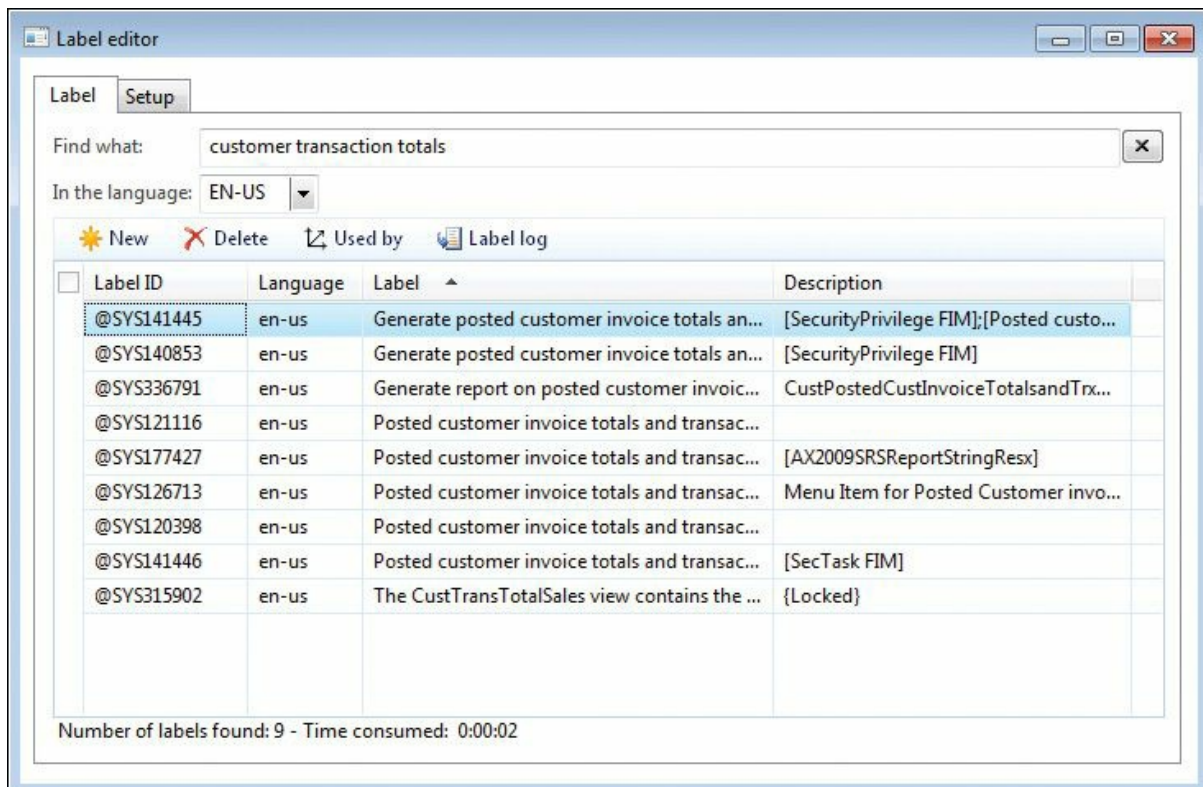 Label editor
Label Setup
Find what: customer transaction totals
In the language: EN-US
New Delete Used by Label log
Label ID Language Label Description
@SYS141445 en-us Generate posted customer invoice totals an... [SecurityPrivilege FIM];[Posted custo...
@SYS140853 en-us Generate posted customer invoice totals an... [SecurityPrivilege FIM]
@SYS336791 en-us Generate report on posted customer invoic... CustPostedCustInvoiceTotalsandTrx...
@SYS121116 en-us Posted customer invoice totals and transac...
@SYS177427 en-us Posted customer invoice totals and transac... [AX2009SRSReportStringResx]
@SYS126713 en-us Posted customer invoice totals and transac... Menu Item for Posted Customer invo...
@SYS120398 en-us Posted customer invoice totals and transac...
@SYS141446 en-us Posted customer invoice totals and transac... [SecTask FIM]
@SYS315902 en-us The CustTransTotalSales view contains the ... {Locked}
Number of labels found: 9 - Time consumed: 0:00:02